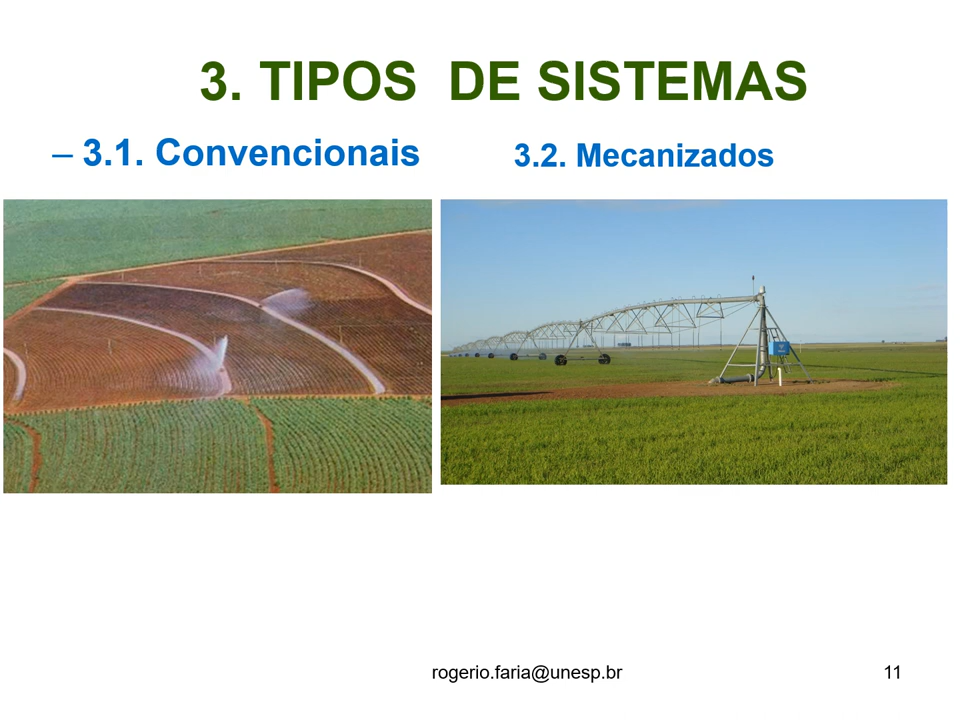 3. TIPOS DE SISTEMAS
– 3.1. Convencionais
3.2. Mecanizados
rogerio.faria@unesp.br
11